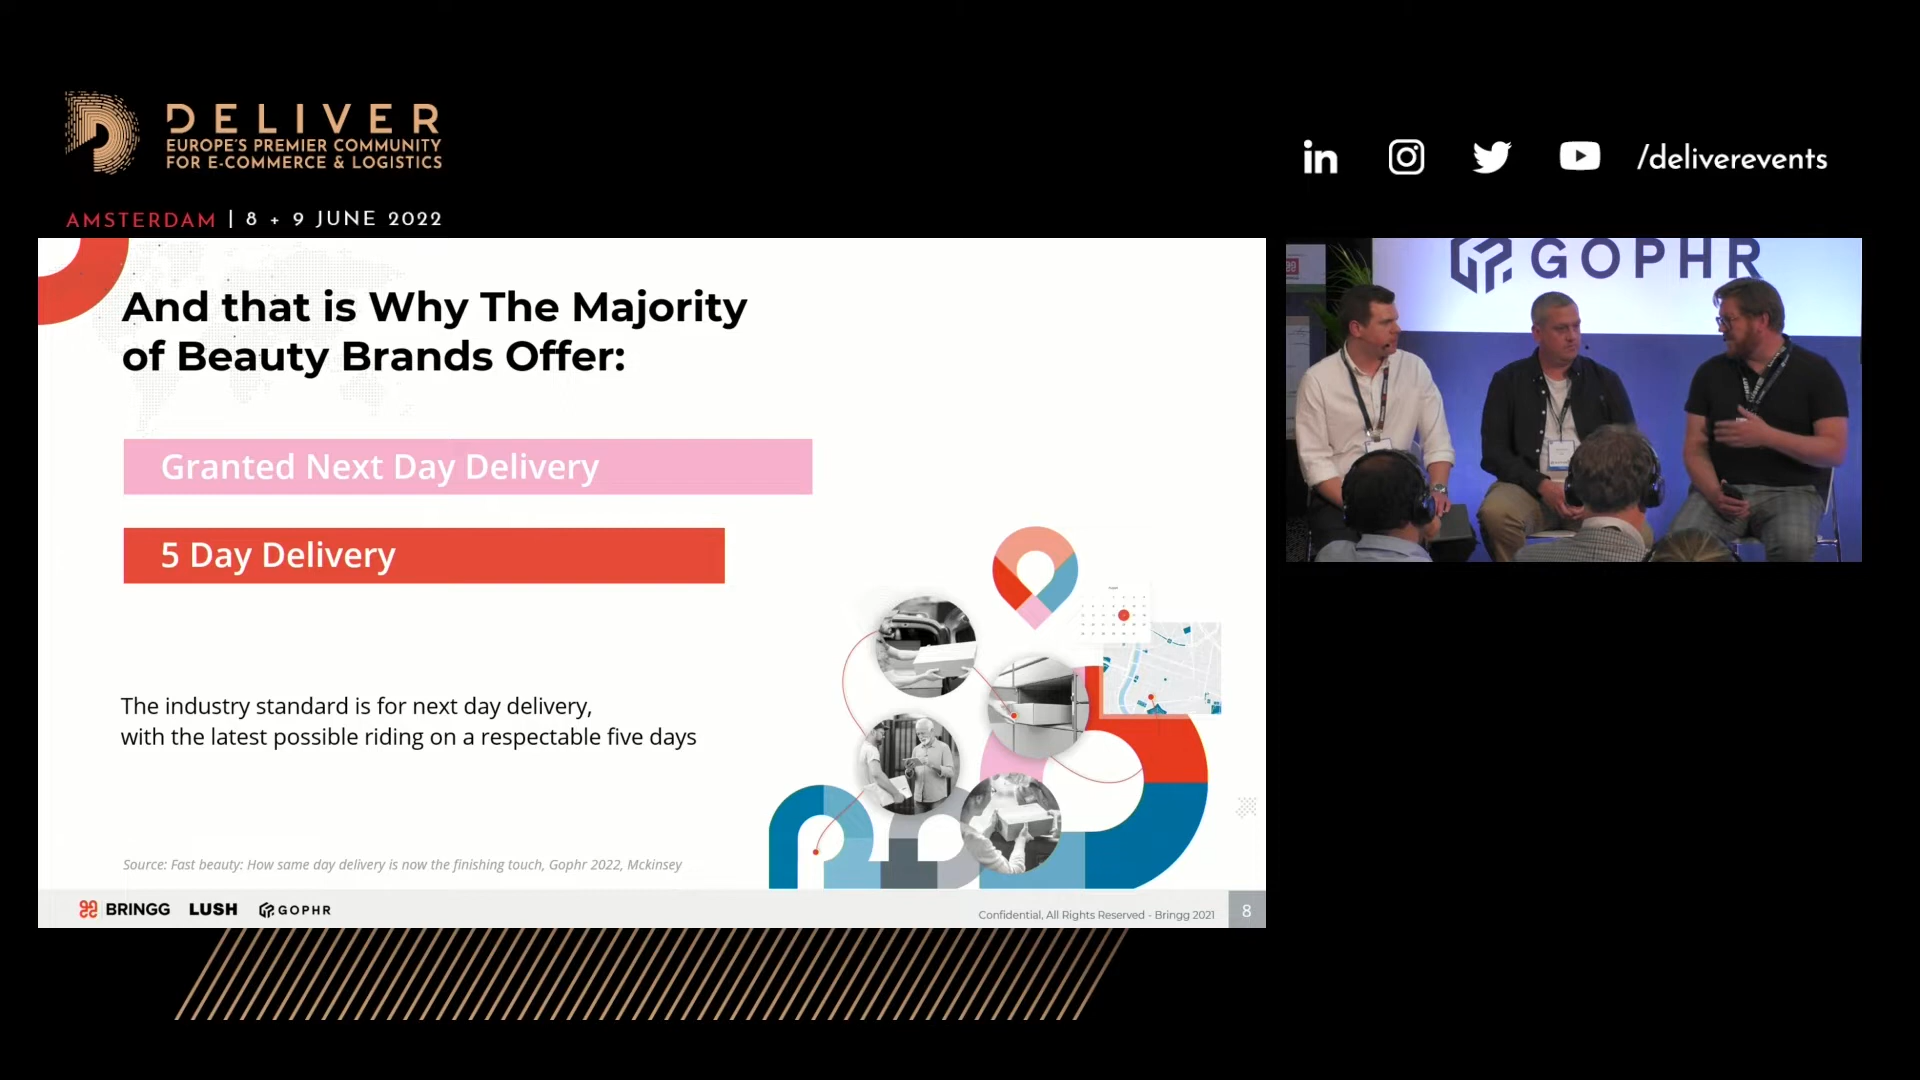 DELIVER
EUROPE'S PREMIER COMMUNITY
FOR E-COMMERCE & LOGISTICS
AMSTERDAM | 8 + 9 JUNE 2022
/deliverevents
And that is Why The Majority
of Beauty Brands Offer:
Granted Next Day Delivery
5 Day Delivery
The industry standard is for next day delivery,
with the latest possible riding on a respectable five days
Source: Fast beauty: How same day delivery is now the finishing touch, Gophr 2022, Mckinsey
BRINGG LUSH GOPHR
Confidential, All Rights Reserved - Bringg 2021
8
GOPHR